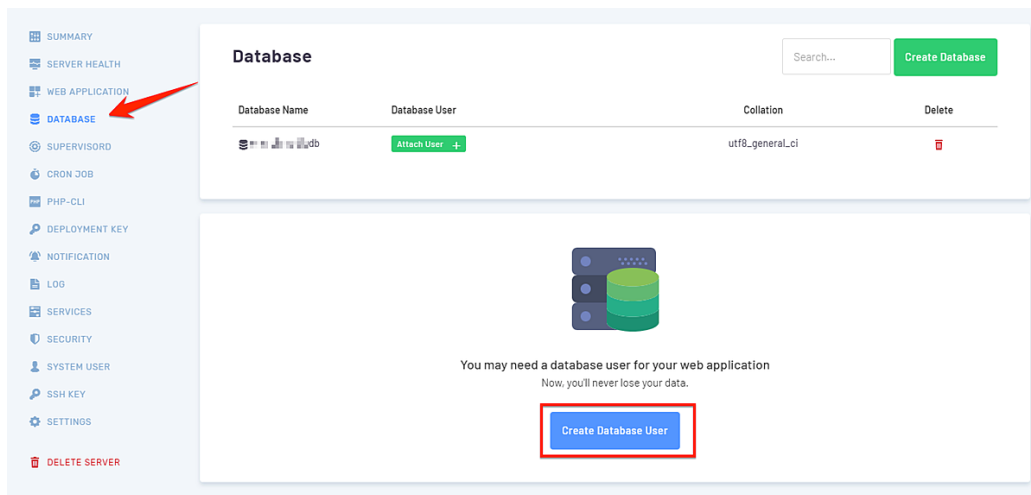 SUMMARY
SERVER HEALTH
WEB APPLICATION
DATABASE
SUPERVISORD
CRON JOB
PHP PHP-CLI
DEPLOYMENT KEY
NOTIFICATION
LOG
SERVICES
SECURITY
SYSTEM USER
SSH KEY
SETTINGS
DELETE SERVER
Database
Search...
Create Database
Database Name Database User Collation Delete
db Attach User + utf8_general_ci
You may need a database user for your web application
Now, you'll never lose your data.
Create Database User